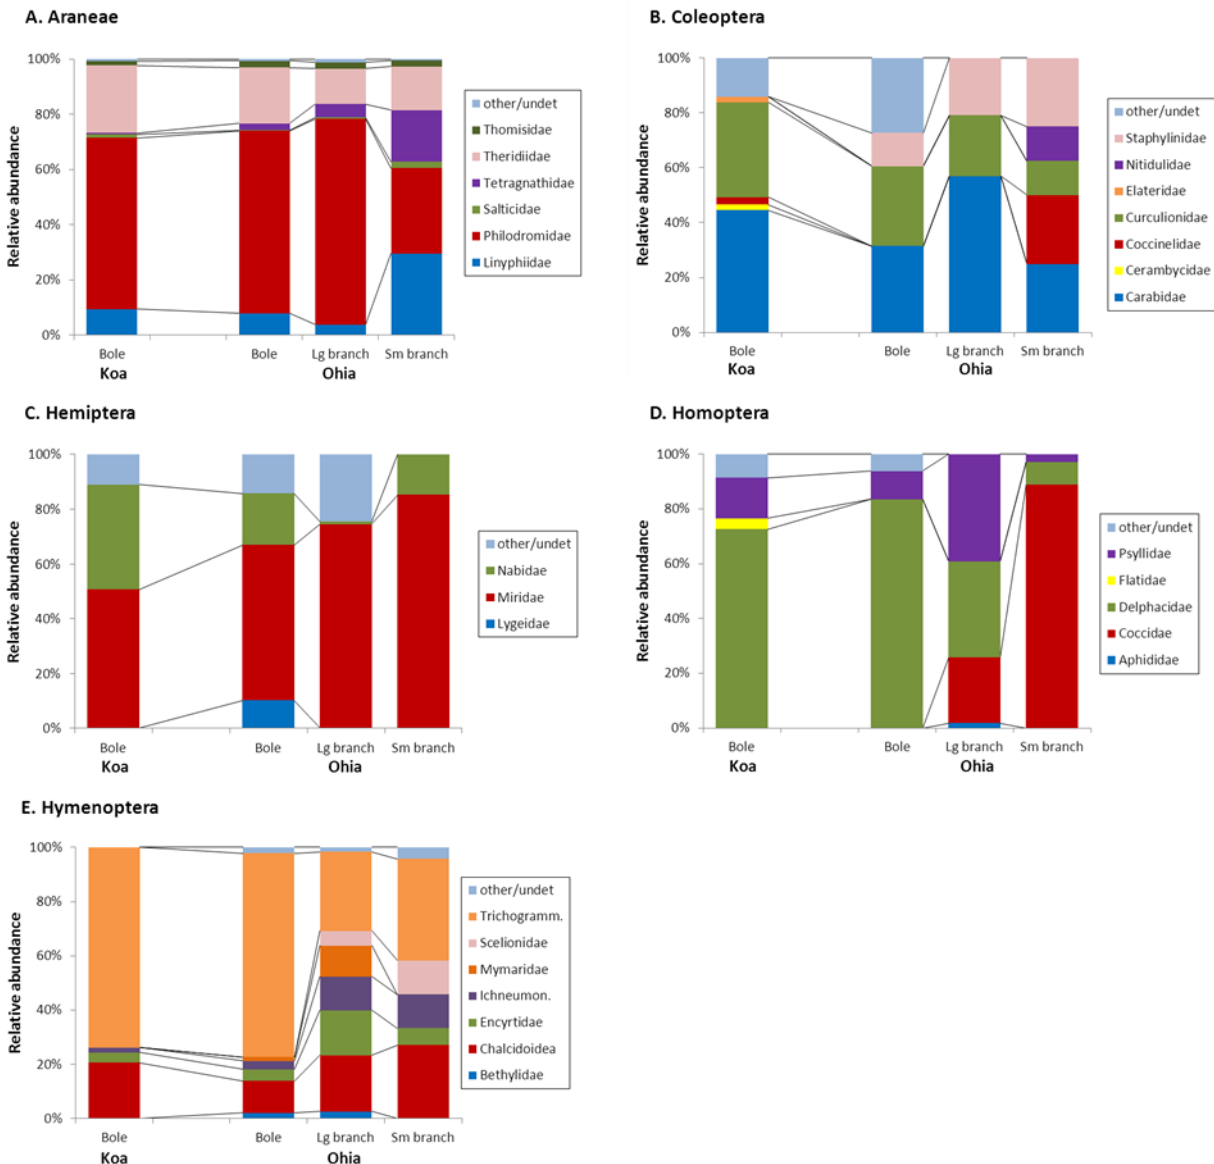 A. Araneae
100%
80%
60%
40%
20%
0%
Relative abundance
Bole
Bole
Lg branch
Sm branch
Koa
Ohia
other/undet
Thomisidae
Theridiidae
Tetragnathidae
Salticidae
Philodromidae
Linyphiidae
B. Coleoptera
100%
80%
60%
40%
20%
0%
Relative abundance
Bole
Bole
Lg branch
Sm branch
Koa
Ohia
other/undet
Staphylinidae
Nitidulidae
Elateridae
Curculionidae
Coccinelidae
Cerambycidae
Carabidae
C. Hemiptera
100%
80%
60%
40%
20%
0%
Relative abundance
Bole
Bole
Lg branch
Sm branch
Koa
Ohia
other/undet
Nabidae
Miridae
Lygeidae
D. Homoptera
100%
80%
60%
40%
20%
0%
Relative abundance
Bole
Bole
Lg branch
Sm branch
Koa
Ohia
other/undet
Psyllidae
Flatidae
Delphacidae
Coccidae
Aphididae
E. Hymenoptera
100%
80%
60%
40%
20%
0%
Relative abundance
Bole
Bole
Lg branch
Sm branch
Koa
Ohia
other/undet
Trichogramm.
Scelionidae
Mymaridae
Ichneumon.
Encyrtidae
Chalcidoidea
Bethylidae